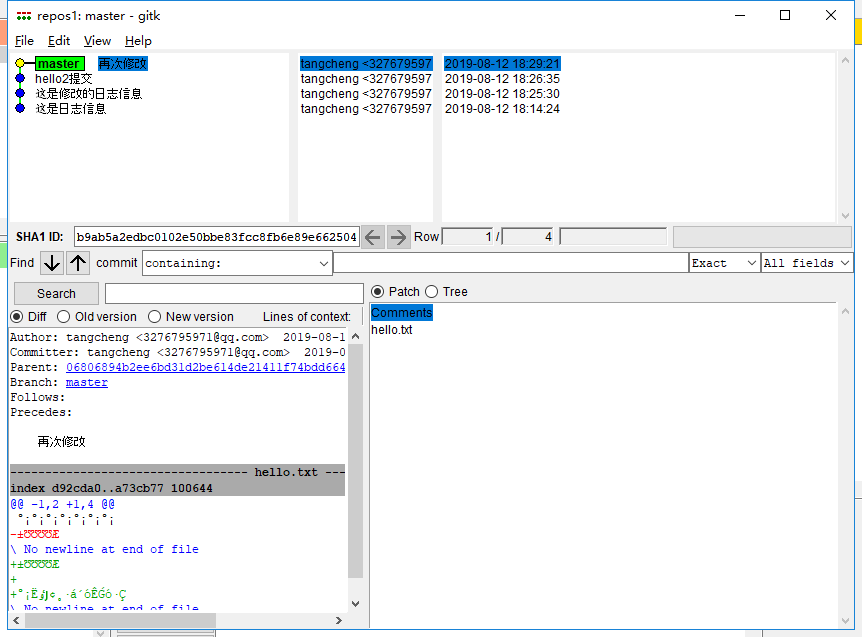 repos1: master - gitk
File Edit View Help
master 再次修改 tangcheng <327679597 2019-08-12 18:29:21
hello2提交 tangcheng <327679597 2019-08-12 18:26:35
这是修改的日志信息 tangcheng <327679597 2019-08-12 18:25:30
这是日志信息 tangcheng <327679597 2019-08-12 18:14:24
SHA1 ID: b9ab5a2edbc0102e50bbe83fcc8fb6e89e662504 Row 1 / 4
Find commit containing: Exact All fields
Search
Patch Tree
Diff Old version New version Lines of context:
Comments
hello.txt
Author: tangcheng <3276795971@qq.com> 2019-08-1
Committer: tangcheng <3276795971@qq.com> 2019-0
Parent: 06806894b2ee6bd31d2be614de21411f74bdd664
Branch: master
Follows:
Precedes:
再次修改
-------------------------------- hello.txt ---
index d92cda0..a73cb77 100644
@@ -1,2 +1,4 @@
\ No newline at end of file
+
\ No newline at end of file